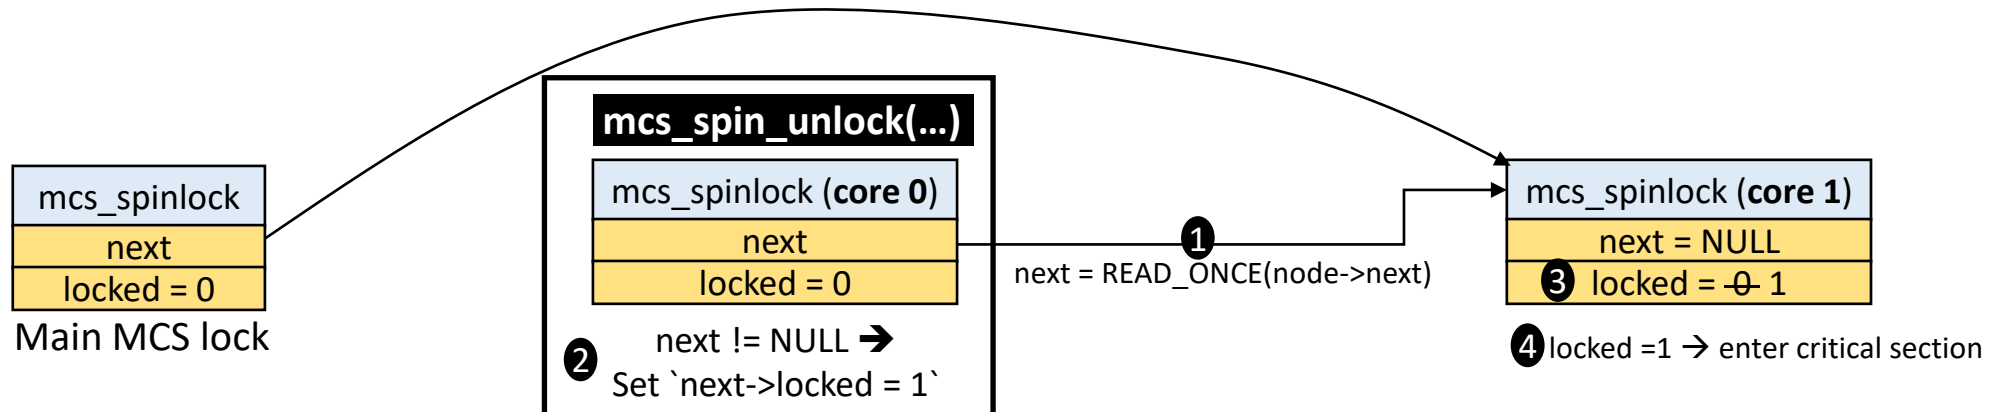 mcs_spinlock
next
locked = 0
Main MCS lock
mcs_spin_unlock(…)
mcs_spinlock (core 0)
next
locked = 0
2
next != NULL ➔
Set `next->locked = 1`
1
next = READ_ONCE(node->next)
mcs_spinlock (core 1)
next = NULL
3 locked = 0 1
4 locked =1 → enter critical section